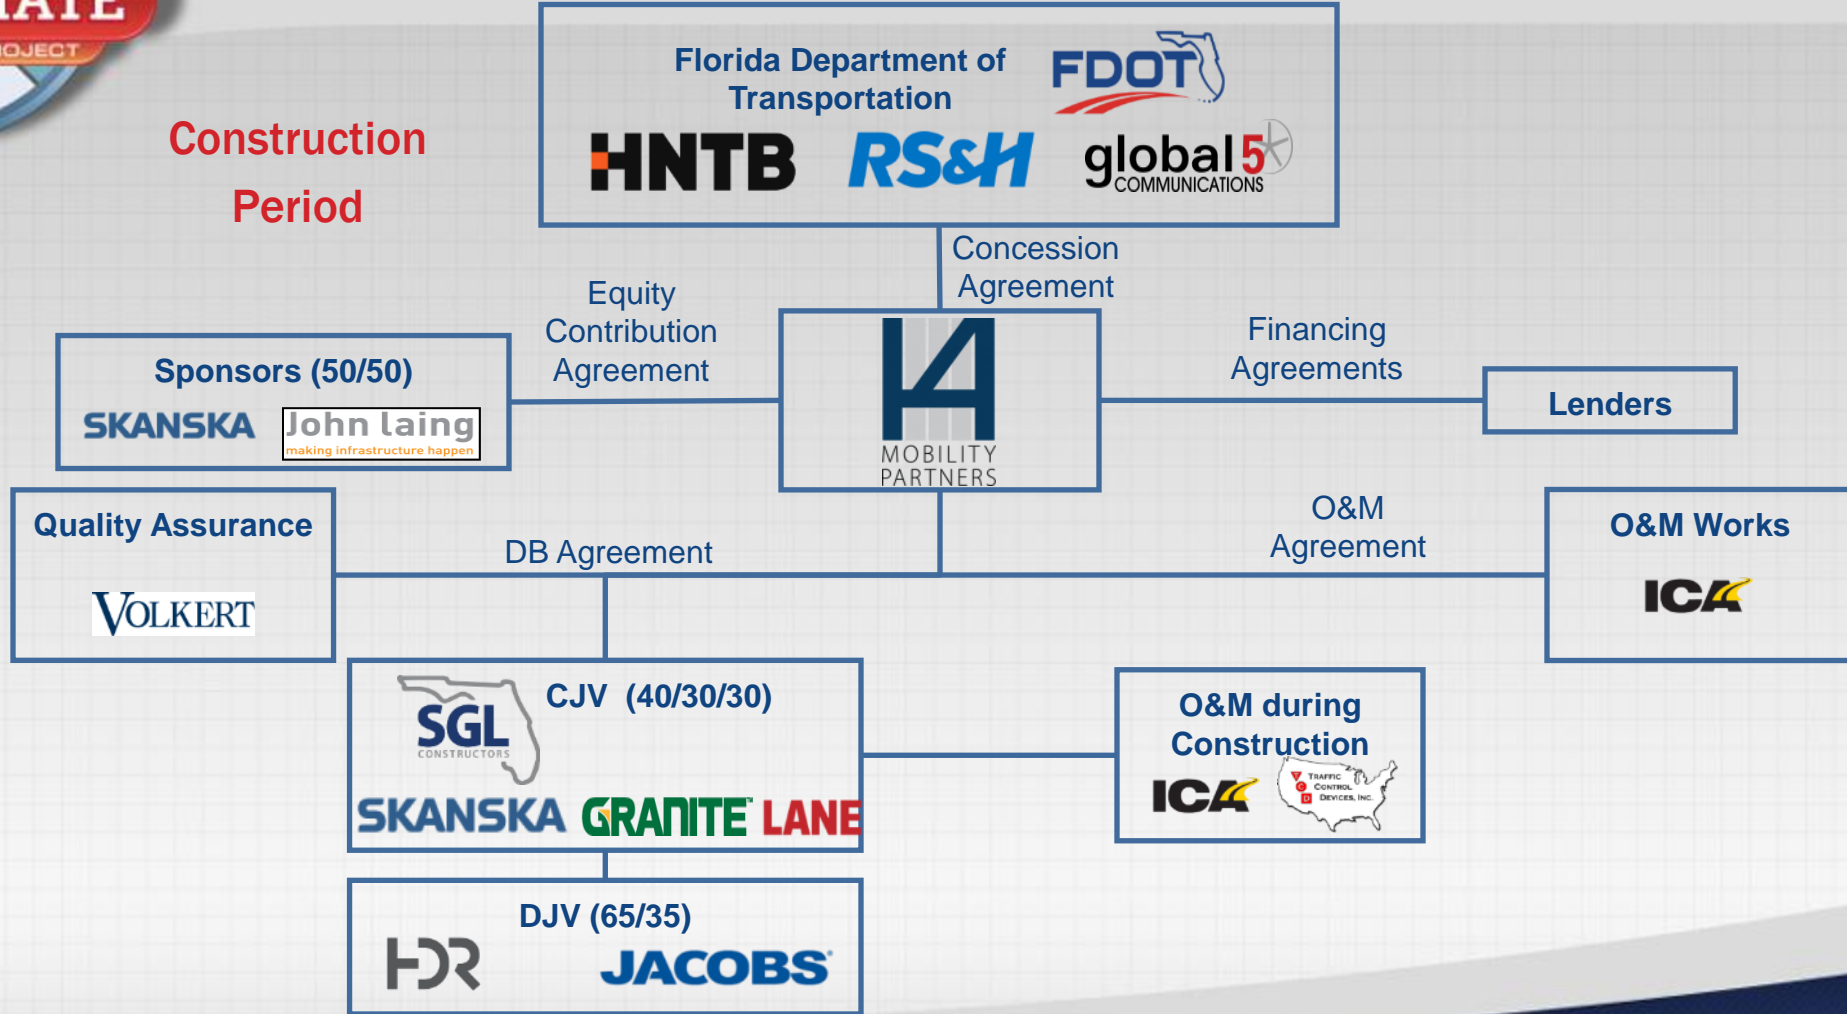 Construction
Period
Florida Department of
Transportation
FDOT
HNTB
RS&H
global 5
COMMUNICATIONS
Concession
Agreement
Equity
Contribution
Agreement
Sponsors (50/50)
SKANSKA
John laing
making infrastructure happen
I4
MOBILITY
PARTNERS
Financing
Agreements
Lenders
Quality Assurance
VOLKERT
DB Agreement
O&M
Agreement
O&M Works
ICA
SGL
CONSTRUCTORS
CJV (40/30/30)
SKANSKA GRANITE LANE
O&M during
Construction
ICA
T TRAFFIC
C CONTROL
D DEVICES, INC.
DJV (65/35)
HDR
JACOBS